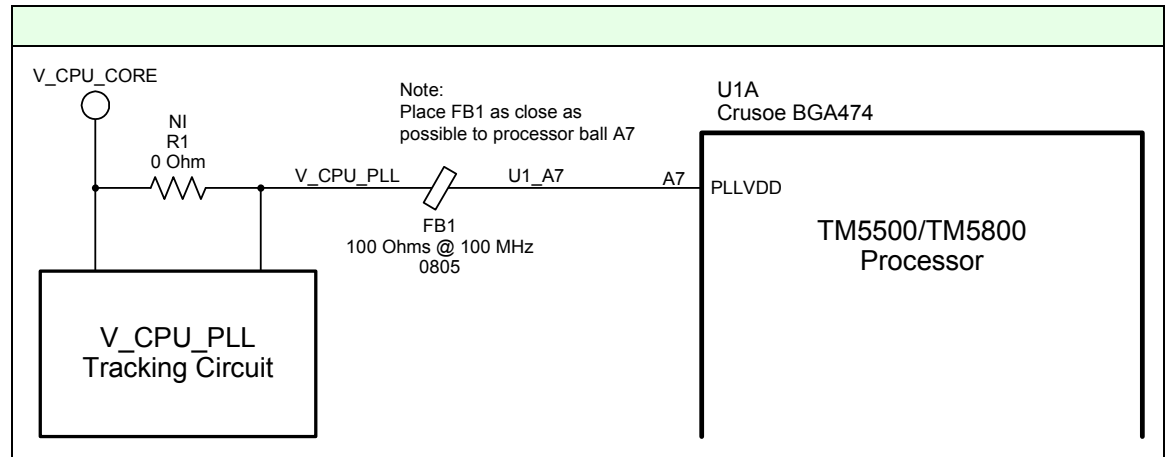 V_CPU_CORE
NI
R1
0 Ohm
Note:
Place FB1 as close as
possible to processor ball A7
U1A
Crusoe BGA474
V_CPU_PLL
U1_A7
A7
PLLVDD
FB1
100 Ohms @ 100 MHz
0805
TM5500/TM5800
Processor
V_CPU_PLL
Tracking Circuit